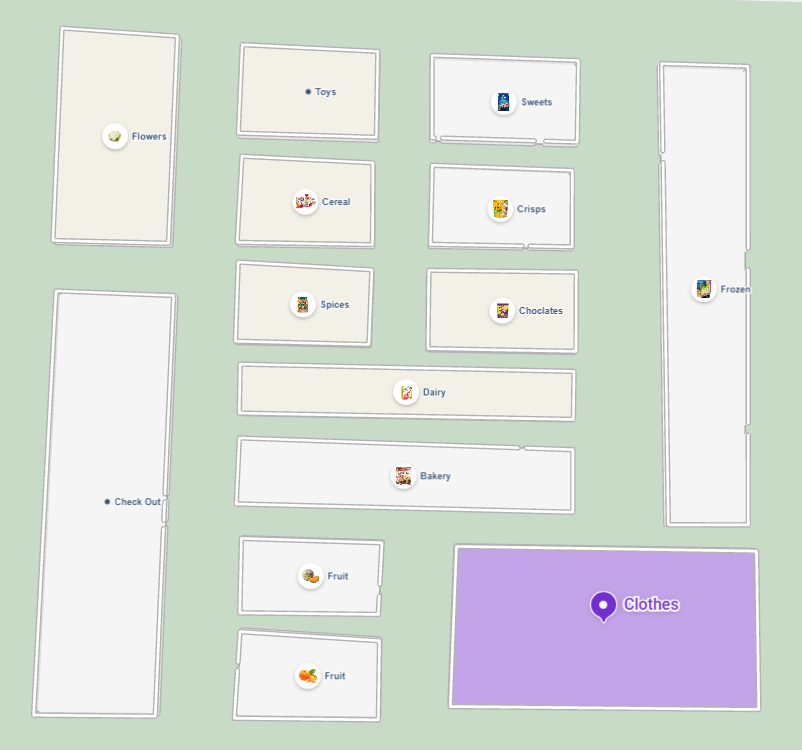 Toys
Sweets
Flowers
Cereal
Crisps
Frozen
Spices
Choclates
Dairy
Bakery
Check Out
Fruit
Clothes
Fruit